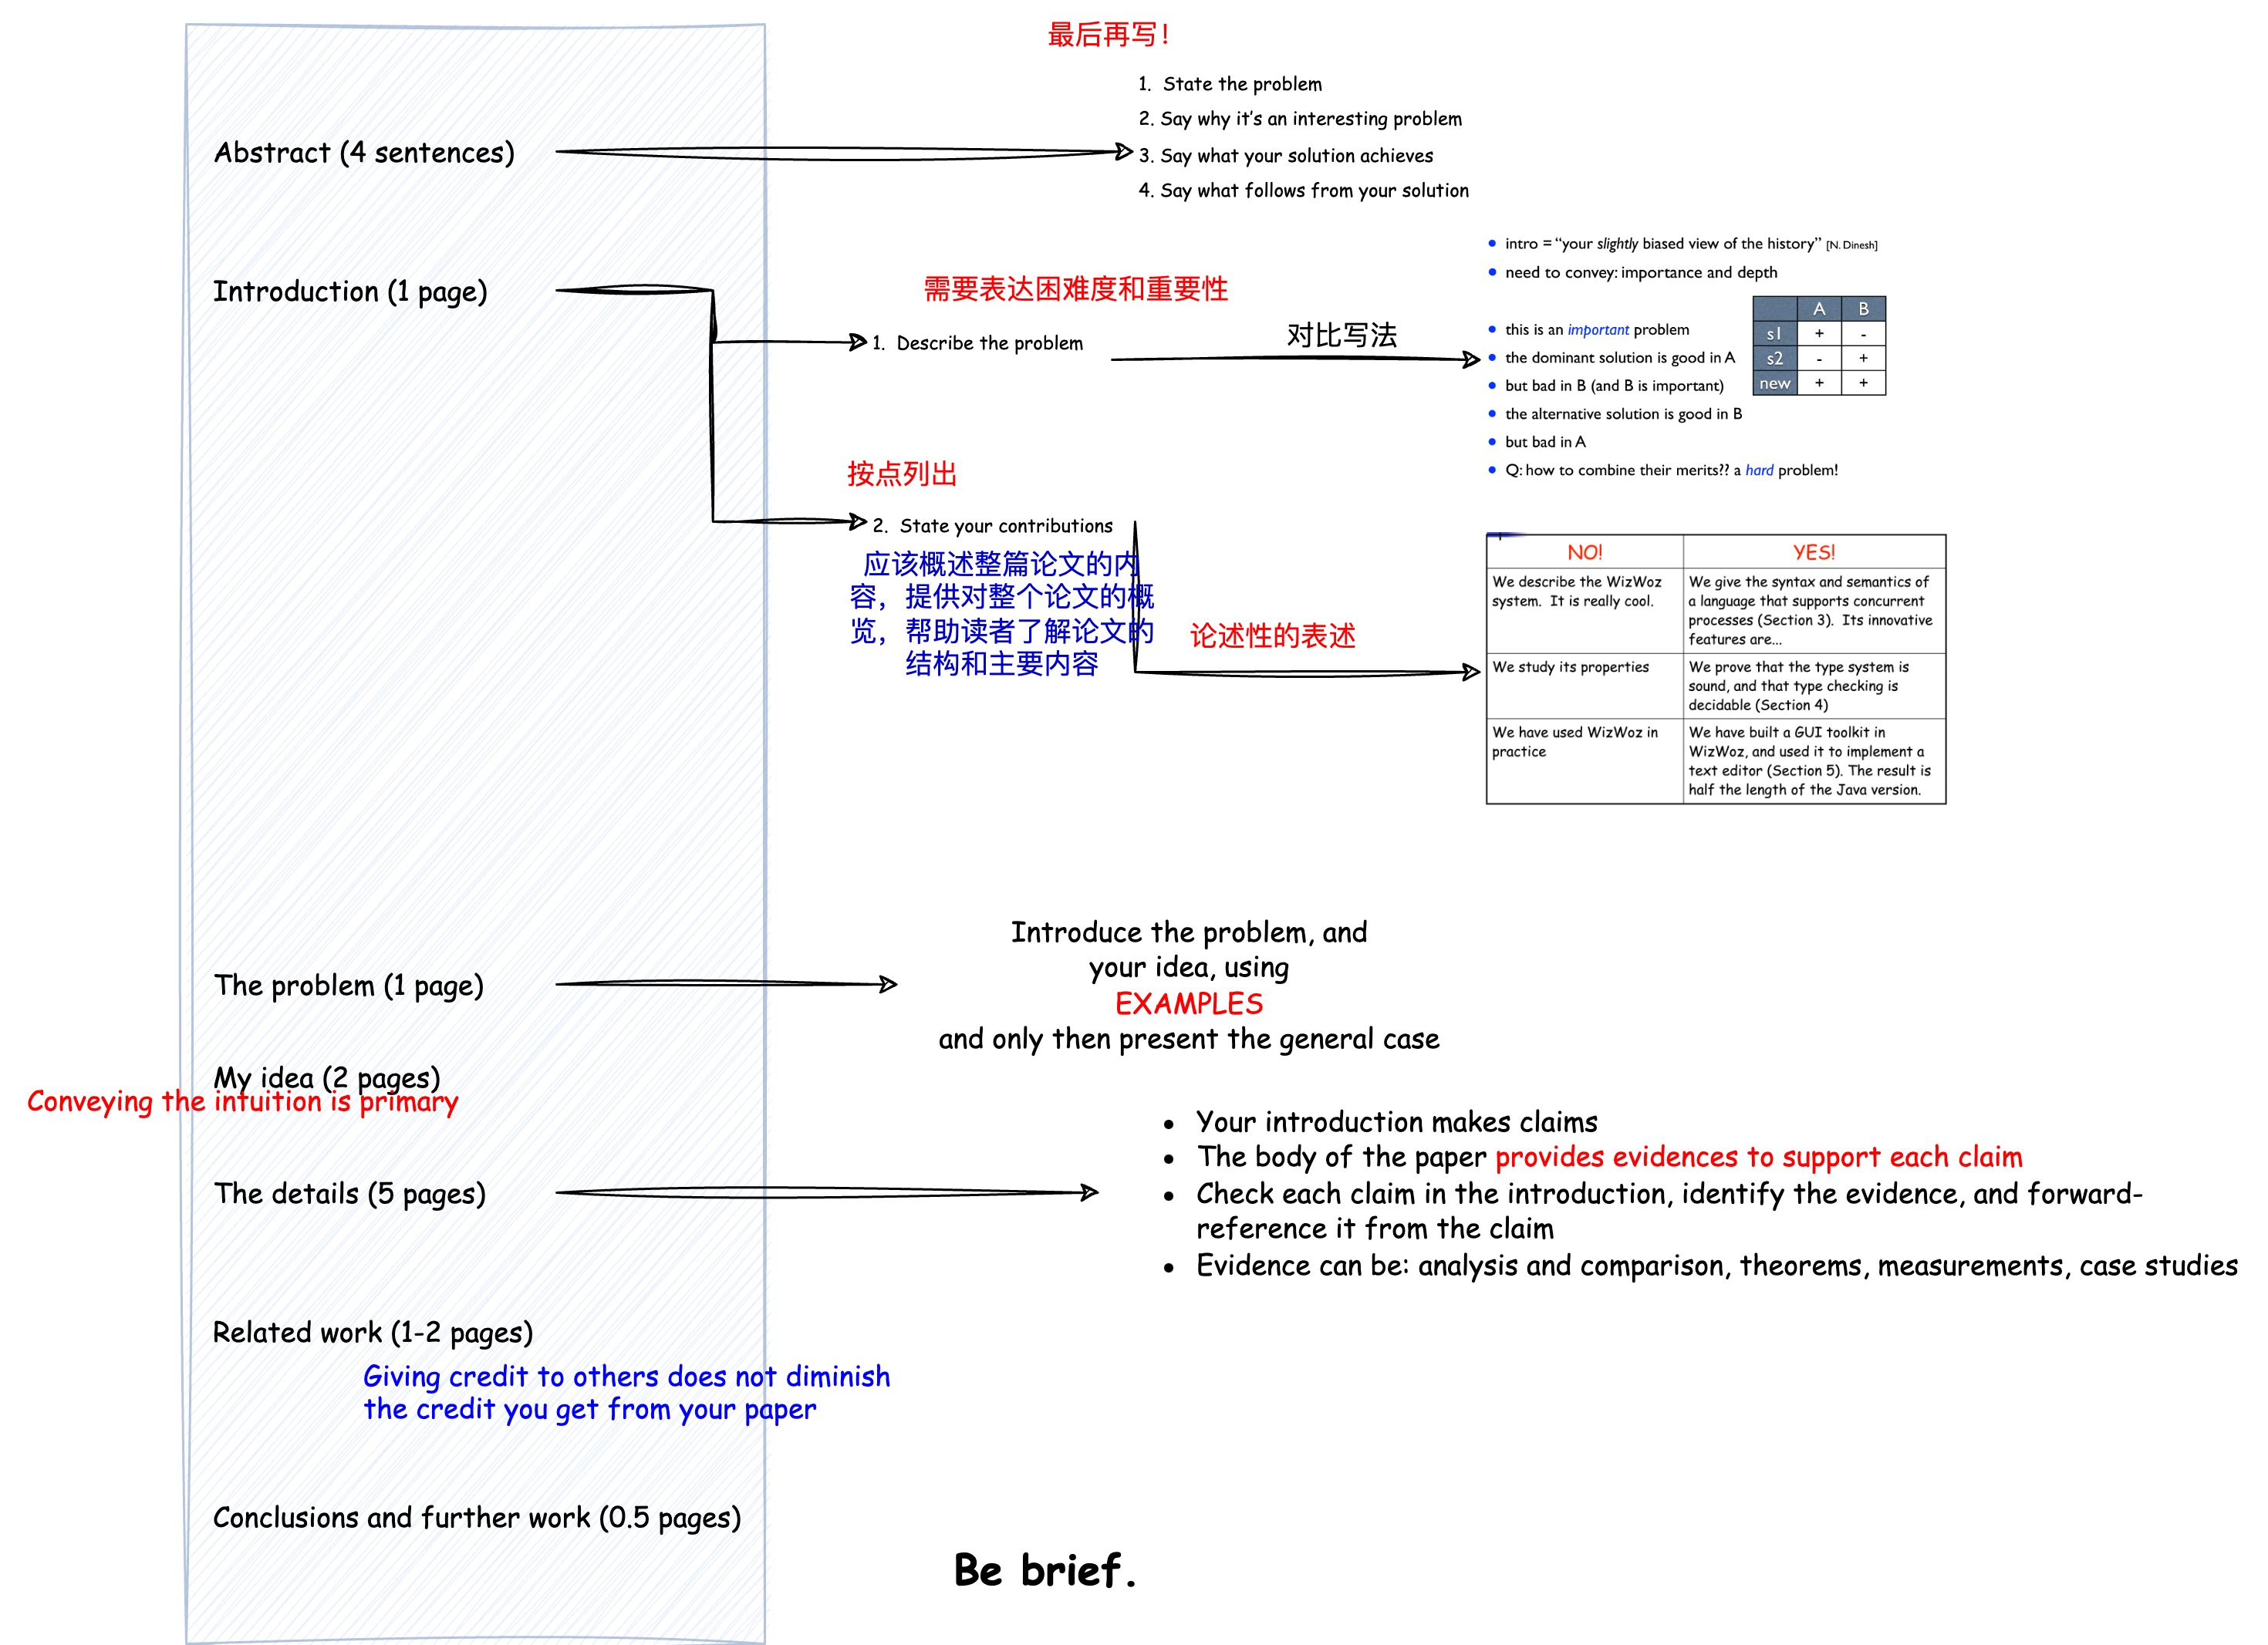 最后再写！
1. State the problem
2. Say why it's an interesting problem
Abstract (4 sentences)
3. Say what your solution achieves
4. Say what follows from your solution
Introduction (1 page)
需要表达困难度和重要性
1. Describe the problem
对比写法
• intro = “your slightly biased view of the history” [N. Dinesh]
• need to convey: importance and depth
• this is an important problem
• the dominant solution is good in A
• but bad in B (and B is important)
• the alternative solution is good in B
• but bad in A
• Q: how to combine their merits?? a hard problem!
A B
s1 + -
s2 - +
new + +
按点列出
2. State your contributions
应该概述整篇论文的内
容，提供对整个论文的概
览，帮助读者了解论文的
结构和主要内容
论述性的表述
NO!
YES!
We describe the WizWoz
system. It is really cool.
We give the syntax and semantics of
a language that supports concurrent
processes (Section 3). Its innovative
features are...
We study its properties
We prove that the type system is
sound, and that type checking is
decidable (Section 4)
We have used WizWoz in
practice
We have built a GUI toolkit in
WizWoz, and used it to implement a
text editor (Section 5). The result is
half the length of the Java version.
The problem (1 page)
Introduce the problem, and
your idea, using
EXAMPLES
and only then present the general case
My idea (2 pages)
Conveying the intuition is primary
The details (5 pages)
• Your introduction makes claims
• The body of the paper provides evidences to support each claim
• Check each claim in the introduction, identify the evidence, and forward-
reference it from the claim
• Evidence can be: analysis and comparison, theorems, measurements, case studies
Related work (1-2 pages)
Giving credit to others does not diminish
the credit you get from your paper
Conclusions and further work (0.5 pages)
Be brief.